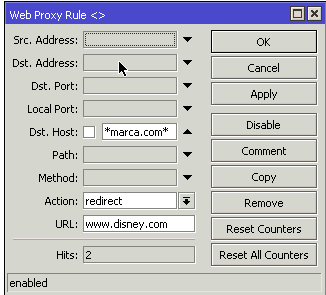 Web Proxy Rule <>
Src. Address:
OK
Dst. Address:
Cancel
Dst. Port:
Apply
Local Port:
Dst. Host: *marca.com*
Disable
Path:
Comment
Method:
Copy
Action: redirect
Remove
URL: www.disney.com
Reset Counters
Hits: 2
Reset All Counters
enabled